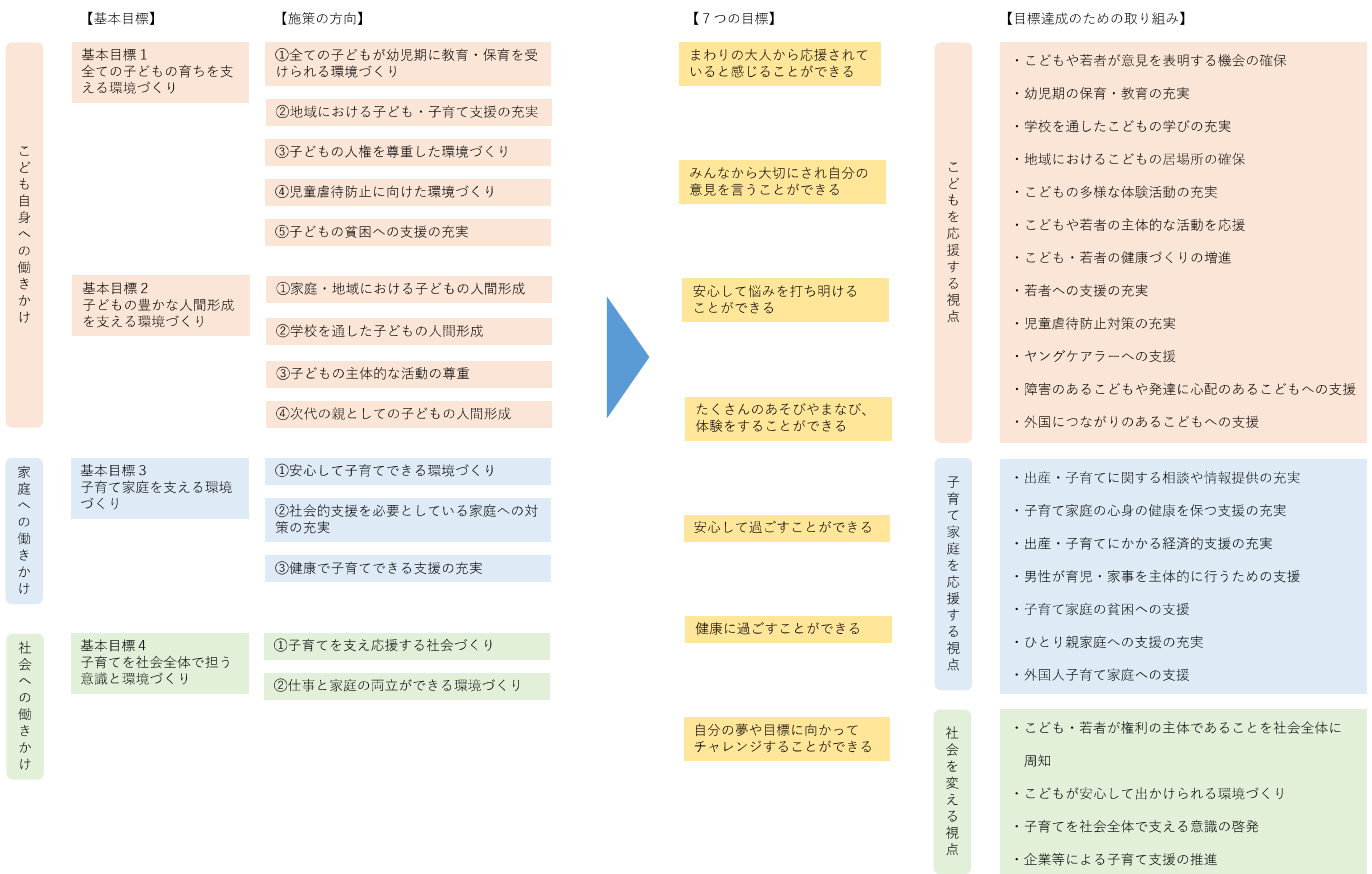 【基本目標】
【施策の方向】
【７つの目標】
【目標達成のための取り組み】
こども自身への働きかけ
基本目標１
全ての子どもの育ちを支
える環境づくり
①全ての子どもが幼児期に教育・保育を受
けられる環境づくり
②地域における子ども・子育て支援の充実
③子どもの人権を尊重した環境づくり
④児童虐待防止に向けた環境づくり
⑤子どもの貧困への支援の充実
基本目標２
子どもの豊かな人間形成
を支える環境づくり
①家庭・地域における子どもの人間形成
②学校を通した子どもの人間形成
③子どもの主体的な活動の尊重
④次代の親としての子どもの人間形成
家庭への働きかけ
基本目標３
子育て家庭を支える環境
づくり
①安心して子育てできる環境づくり
②社会的支援を必要としている家庭への対
策の充実
③健康で子育てできる支援の充実
社会への働きかけ
基本目標４
子育てを社会全体で担う
意識と環境づくり
①子育てを支え応援する社会づくり
②仕事と家庭の両立ができる環境づくり
まわりの大人から応援されて
いると感じることができる
みんなから大切にされ自分の
意見を言うことができる
安心して悩みを打ち明ける
ことができる
たくさんのあそびやまなび、
体験をすることができる
安心して過ごすことができる
健康に過ごすことができる
自分の夢や目標に向かって
チャレンジすることができる
こどもを応援する視点
・こどもや若者が意見を表明する機会の確保
・幼児期の保育・教育の充実
・学校を通したこどもの学びの充実
・地域におけるこどもの居場所の確保
・こどもの多様な体験活動の充実
・こどもや若者の主体的な活動を応援
・こども・若者の健康づくりの増進
・若者への支援の充実
・児童虐待防止対策の充実
・ヤングケアラーへの支援
・障害のあるこどもや発達に心配のあるこどもへの支援
・外国につながりのあるこどもへの支援
子育て家庭を応援する視点
・出産・子育てに関する相談や情報提供の充実
・子育て家庭の心身の健康を保つ支援の充実
・出産・子育てにかかる経済的支援の充実
・男性が育児・家事を主体的に行うための支援
・子育て家庭の貧困への支援
・ひとり親家庭への支援の充実
・外国人子育て家庭への支援
社会を変える視点
・こども・若者が権利の主体であることを社会全体に
周知
・こどもが安心して出かけられる環境づくり
・子育てを社会全体で支える意識の啓発
・企業等による子育て支援の推進